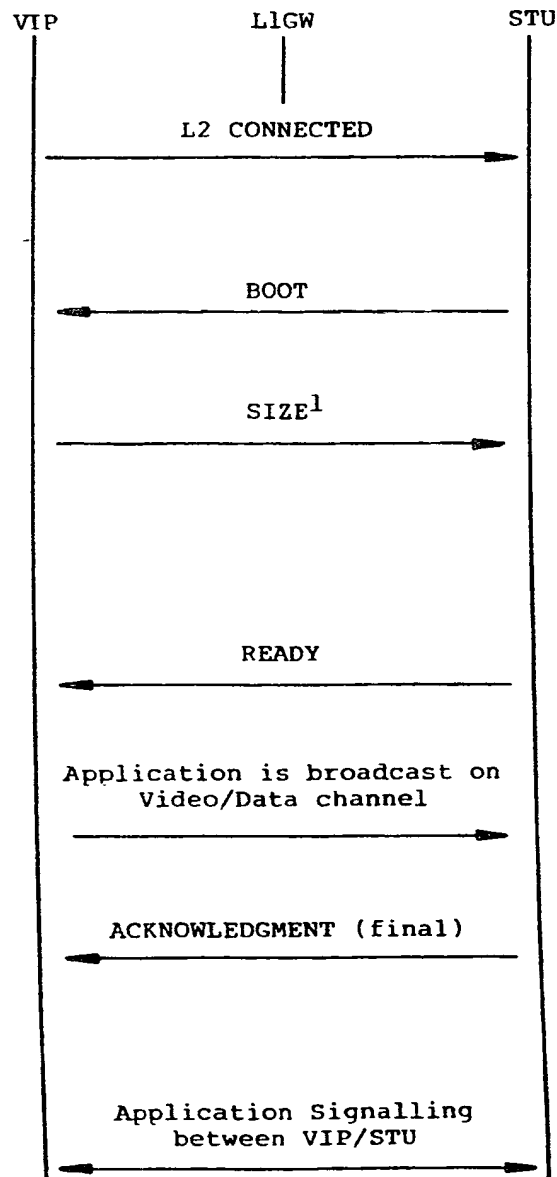 VIP L1GW STU
L2 CONNECTED
BOOT
SIZE1
READY
Application is broadcast on
Video/Data channel
ACKNOWLEDGMENT (final)
Application Signalling
between VIP/STU